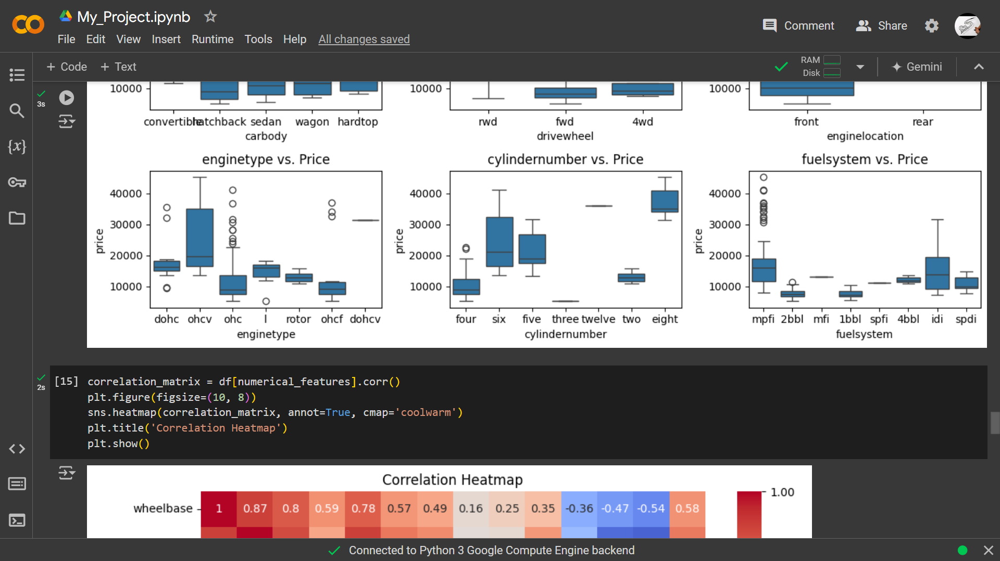 My_Project.ipynb
File Edit View Insert Runtime Tools Help All changes saved
Comment Share
+ Code + Text
RAM
Disk
Gemini
3s
10000 10000 10000
convertible hatchback sedan wagon hardtop rwd fwd 4wd front rear
carbody drivewheel enginelocation
enginetype vs. Price cylindernumber vs. Price fuelsystem vs. Price
40000 40000 40000
30000 30000 30000
20000 20000 20000
10000 10000 10000
price price price
dohc ohcv ohc l rotor ohcf dohcv four six five three twelve two eight mpfi 2bbl mfi 1bbl spfi 4bbl idi spdi
enginetype cylindernumber fuelsystem
2s
[15] correlation_matrix = df[numerical_features].corr()
plt.figure(figsize=(10, 8))
sns.heatmap(correlation_matrix, annot=True, cmap='coolwarm')
plt.title('Correlation Heatmap')
plt.show()
Correlation Heatmap
wheelbase 1 0.87 0.8 0.59 0.78 0.57 0.49 0.16 0.25 0.35 -0.36 -0.47 -0.54 0.58
1.00
Connected to Python 3 Google Compute Engine backend